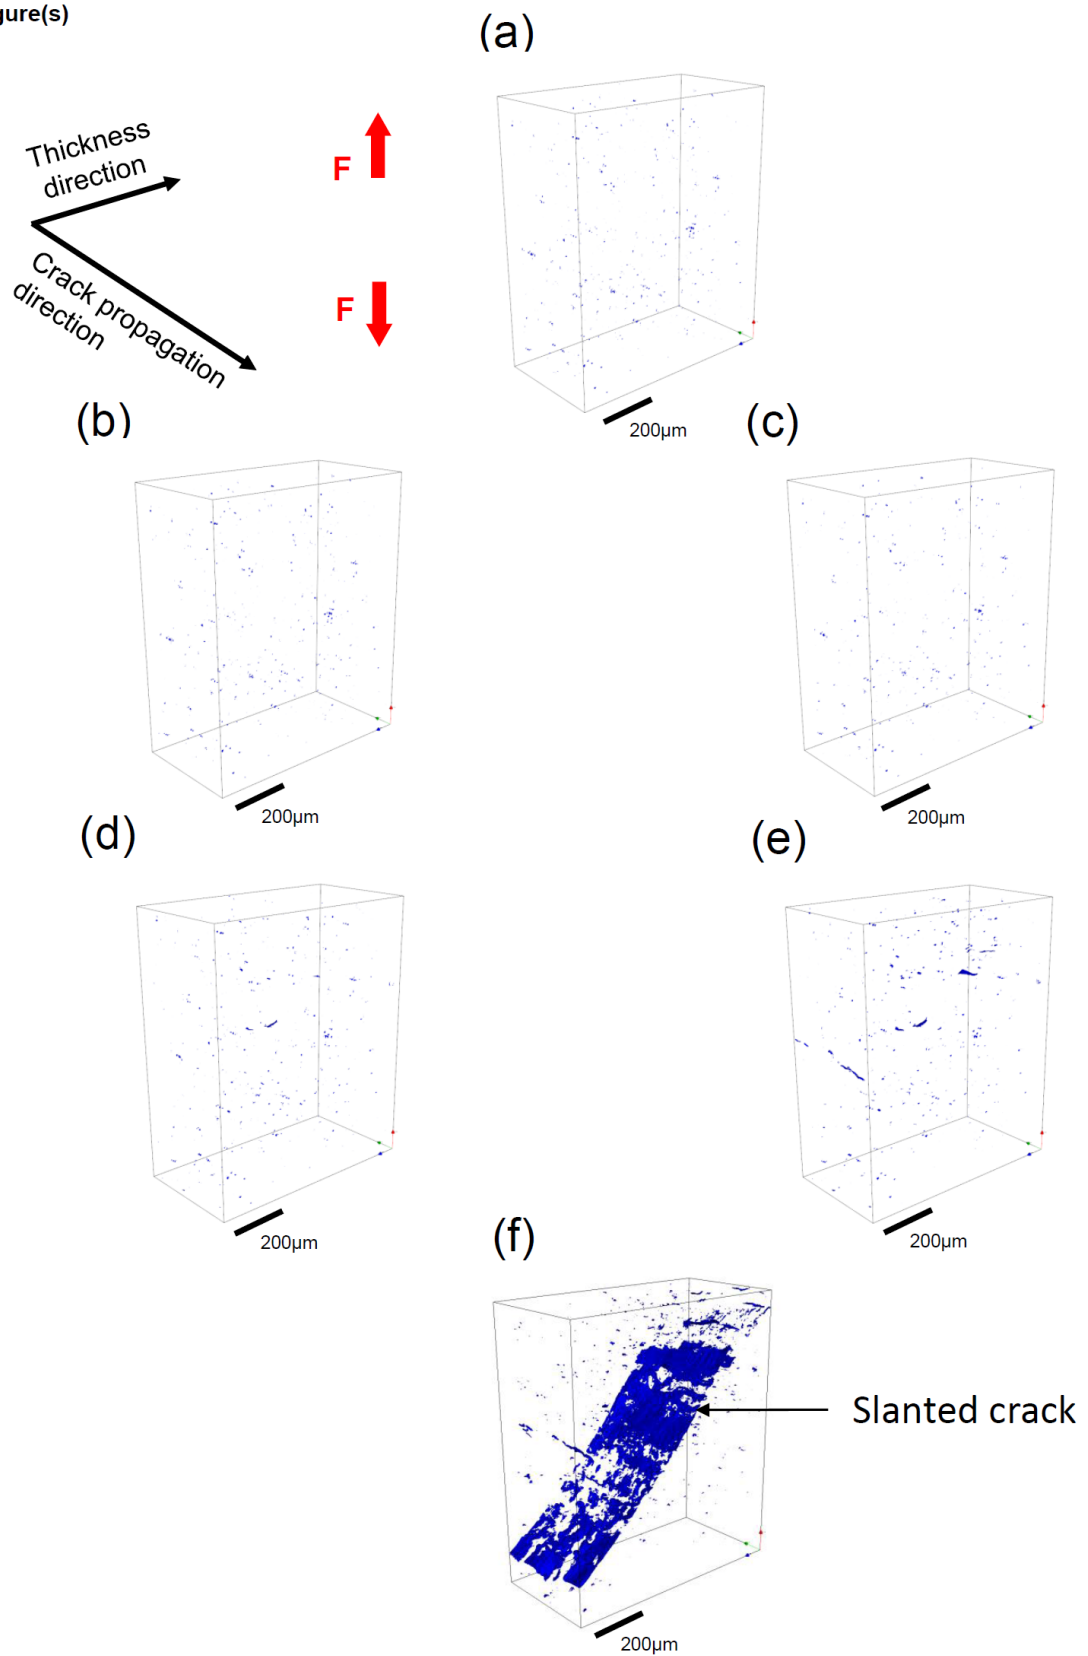 gure(s)
(a)
Thickness
direction
F
Crack propagation
direction
F
200µm
(b)
(c)
200µm
200µm
(d)
(e)
200µm
200µm
(f)
Slanted crack
200µm